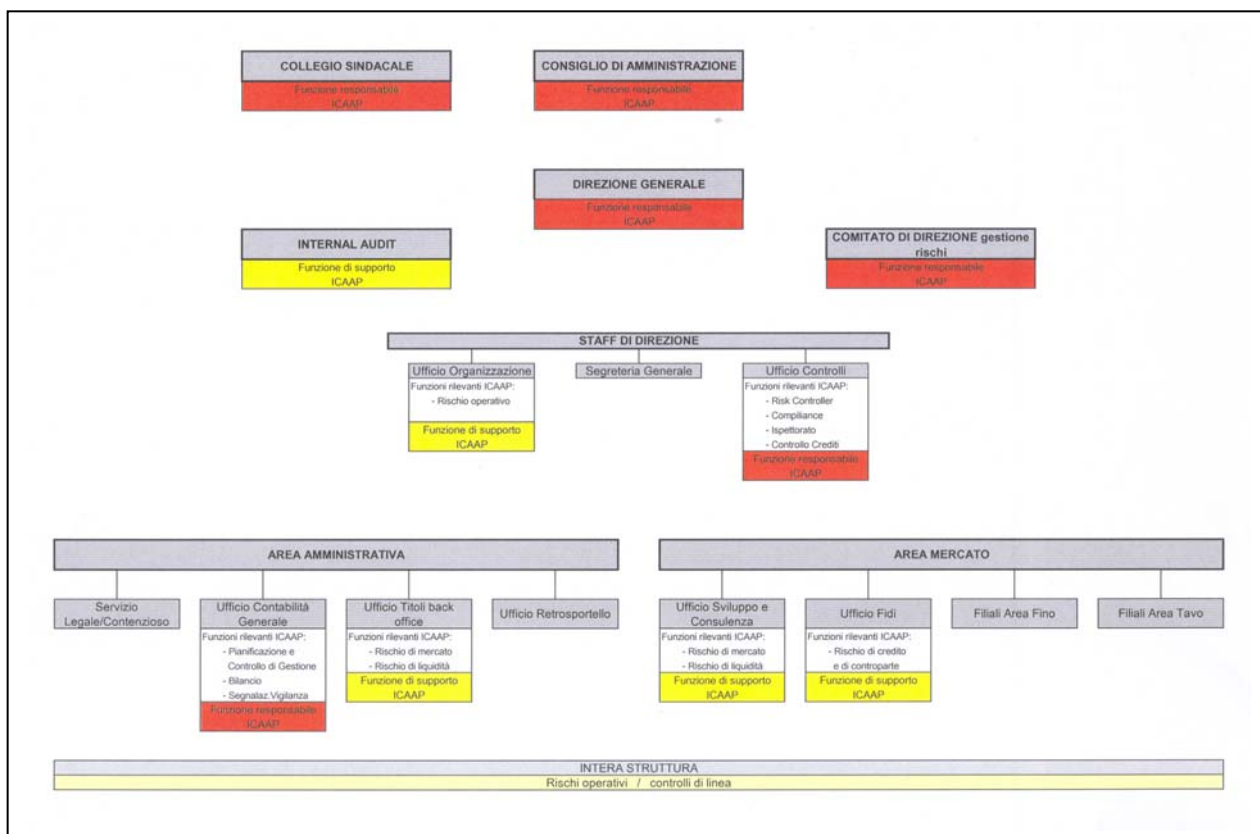 COLLEGIO SINDACALE
Funzione responsabile
ICAAP
CONSIGLIO DI AMMINISTRAZIONE
Funzione responsabile
ICAAP
DIREZIONE GENERALE
Funzione responsabile
ICAAP
INTERNAL AUDIT
Funzione di supporto
ICAAP
COMITATO DI DIREZIONE gestione
rischi
Funzione responsabile
ICAAP
STAFF DI DIREZIONE
Ufficio Organizzazione
Funzioni rilevanti ICAAP:
- Rischio operativo
Funzione di supporto
ICAAP
Segreteria Generale
Ufficio Controlli
Funzioni rilevanti ICAAP:
- Risk Controller
- Compiliance
- Ispettorato
- Controllo Crediti
Funzione responsabile
ICAAP
AREA AMMINISTRATIVA
Servizio
Legale/Contenzioso
Ufficio Contabilità
Generale
Funzioni rilevanti ICAAP:
- Pianificazione e
Controllo di Gestione
- Bilancio
- Segnalaz.Vigilanza
Funzione responsabile
ICAAP
Ufficio Titoli back
office
Funzioni rilevanti ICAAP:
- Rischio di mercato
- Rischio di liquidità
Funzione di supporto
ICAAP
Ufficio Retrosportello
AREA MERCATO
Ufficio Sviluppo e
Consulenza
Funzioni rilevanti ICAAP:
- Rischio di mercato
- Rischio di liquidità
Funzione di supporto
ICAAP
Ufficio Fidi
Funzioni rilevanti ICAAP:
- Rischio di credito
e di controparte
Funzione di supporto
ICAAP
Filiali Area Fino
Filiali Area Tavo
INTERA STRUTTURA
Rischi operativi / controlli di linea